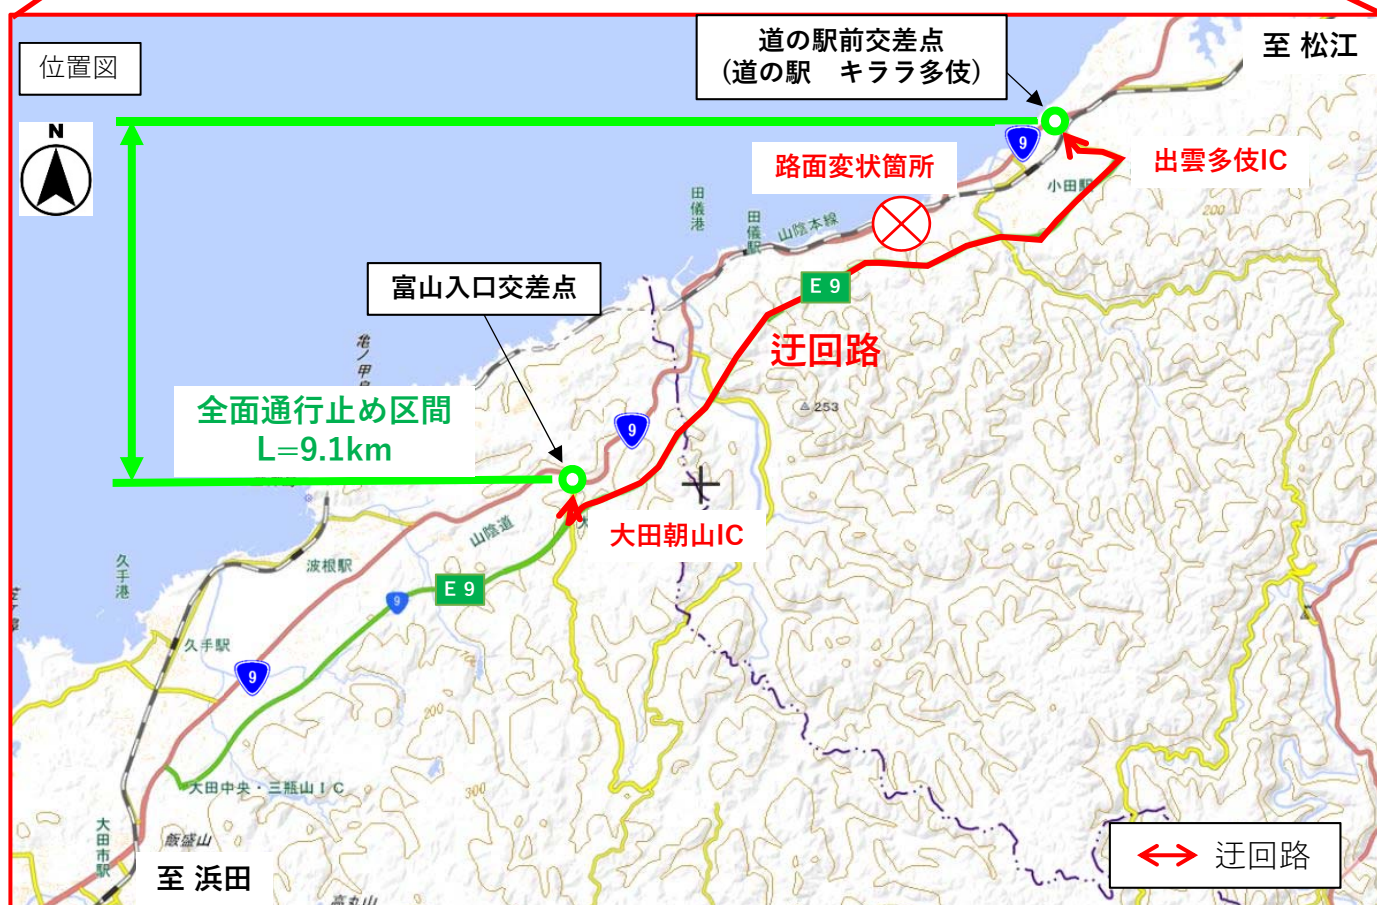 位置図
道の駅前交差点
(道の駅　キララ多伎)
至 松江
N
9
路面変状箇所
出雲多伎IC
小田駅
200
田儀港
田儀駅
山陰本線
富山入口交差点
E 9
迂回路
253
全面通行止め区間
L=9.1km
9
山陰道
大田朝山IC
久手港
波根駅
E 9
9
久手駅
9
200
大田中央・三瓶山ＩＣ
300
大田市駅
飯盛山
至 浜田
高丸山
迂回路